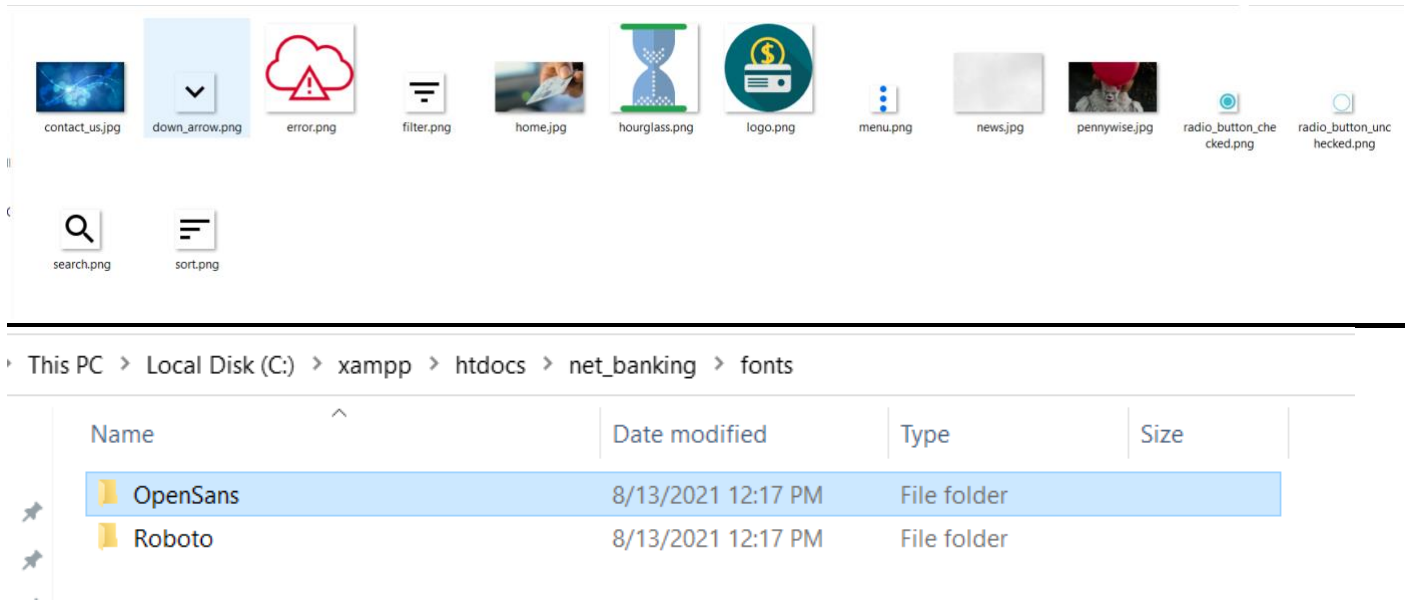 contact_us.jpg down_arrow.png error.png filter.png home.jpg hourglass.png logo.png menu.png news.jpg pennywise.jpg radio_button_che radio_button_unc
cked.png hecked.png
search.png sort.png
This PC > Local Disk (C:) > xampp > htdocs > net_banking > fonts
Name Date modified Type Size
OpenSans 8/13/2021 12:17 PM File folder
Roboto 8/13/2021 12:17 PM File folder